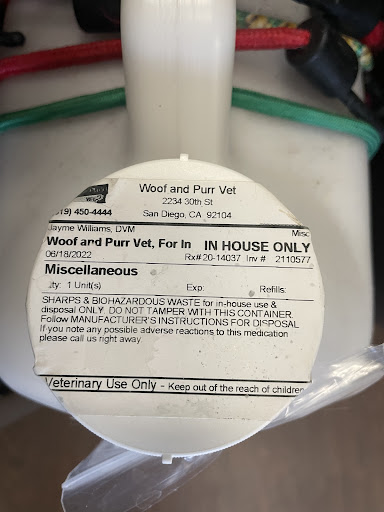 Woof and Purr Vet
2234 30th St
19) 450-4444
San Diego, CA 92104
Jayme Williams, DVM
Misc
Woof and Purr Vet, For In IN HOUSE ONLY
06/18/2022 Rx# 20-14037 Inv # 2110577
Miscellaneous
ty: 1 Unit(s) Exp: Refills:
SHARPS & BIOHAZARDOUS WASTE for in-house use &
disposal ONLY. DO NOT TAMPER WITH THIS CONTAINER.
Follow MANUFACTURER'S INSTRUCTIONS FOR DISPOSAL
If you note any possible adverse reactions to this medication
please call us right away.
Veterinary Use Only - Keep out of the reach of children